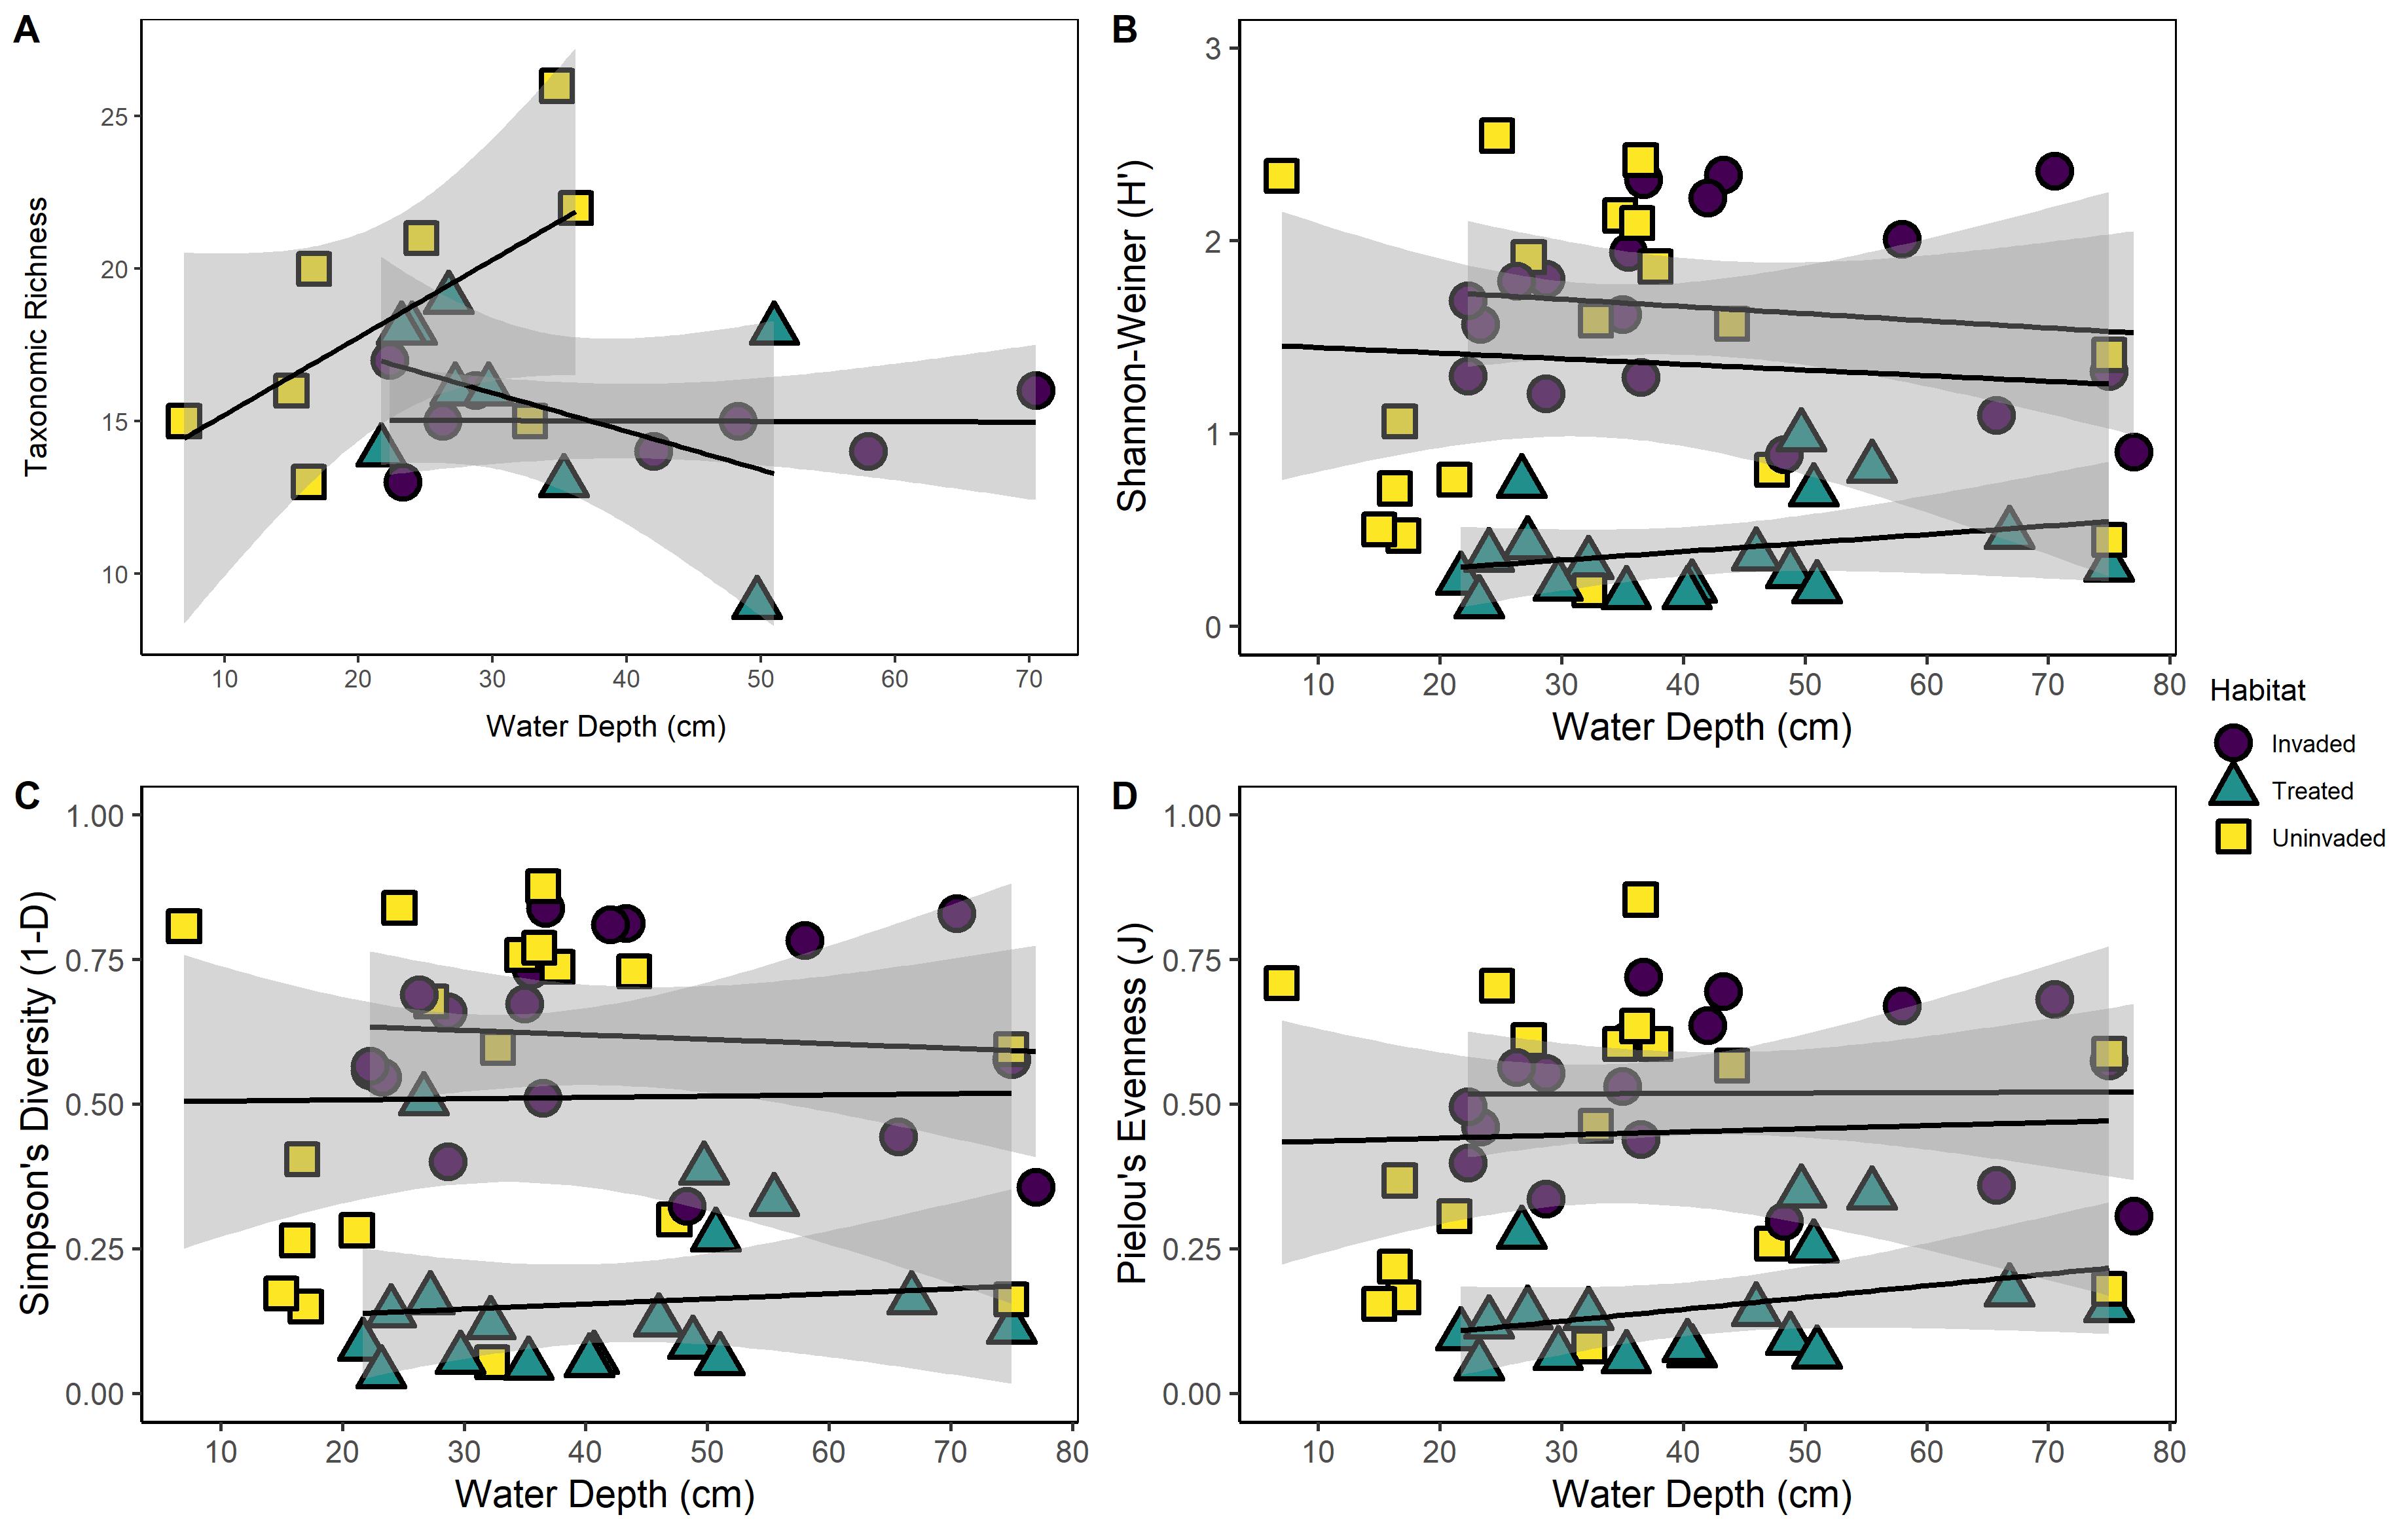 A
Taxonomic Richness
25
20
15
10
10 20 30 40 50 60 70
Water Depth (cm)
B
Shannon-Weiner (H')
3
2
1
0
10 20 30 40 50 60 70 80
Water Depth (cm)
Habitat
Invaded
Treated
Uninvaded
C
Simpson's Diversity (1-D)
1.00
0.75
0.50
0.25
0.00
10 20 30 40 50 60 70 80
Water Depth (cm)
D
Pielou's Evenness (J)
1.00
0.75
0.50
0.25
0.00
10 20 30 40 50 60 70 80
Water Depth (cm)